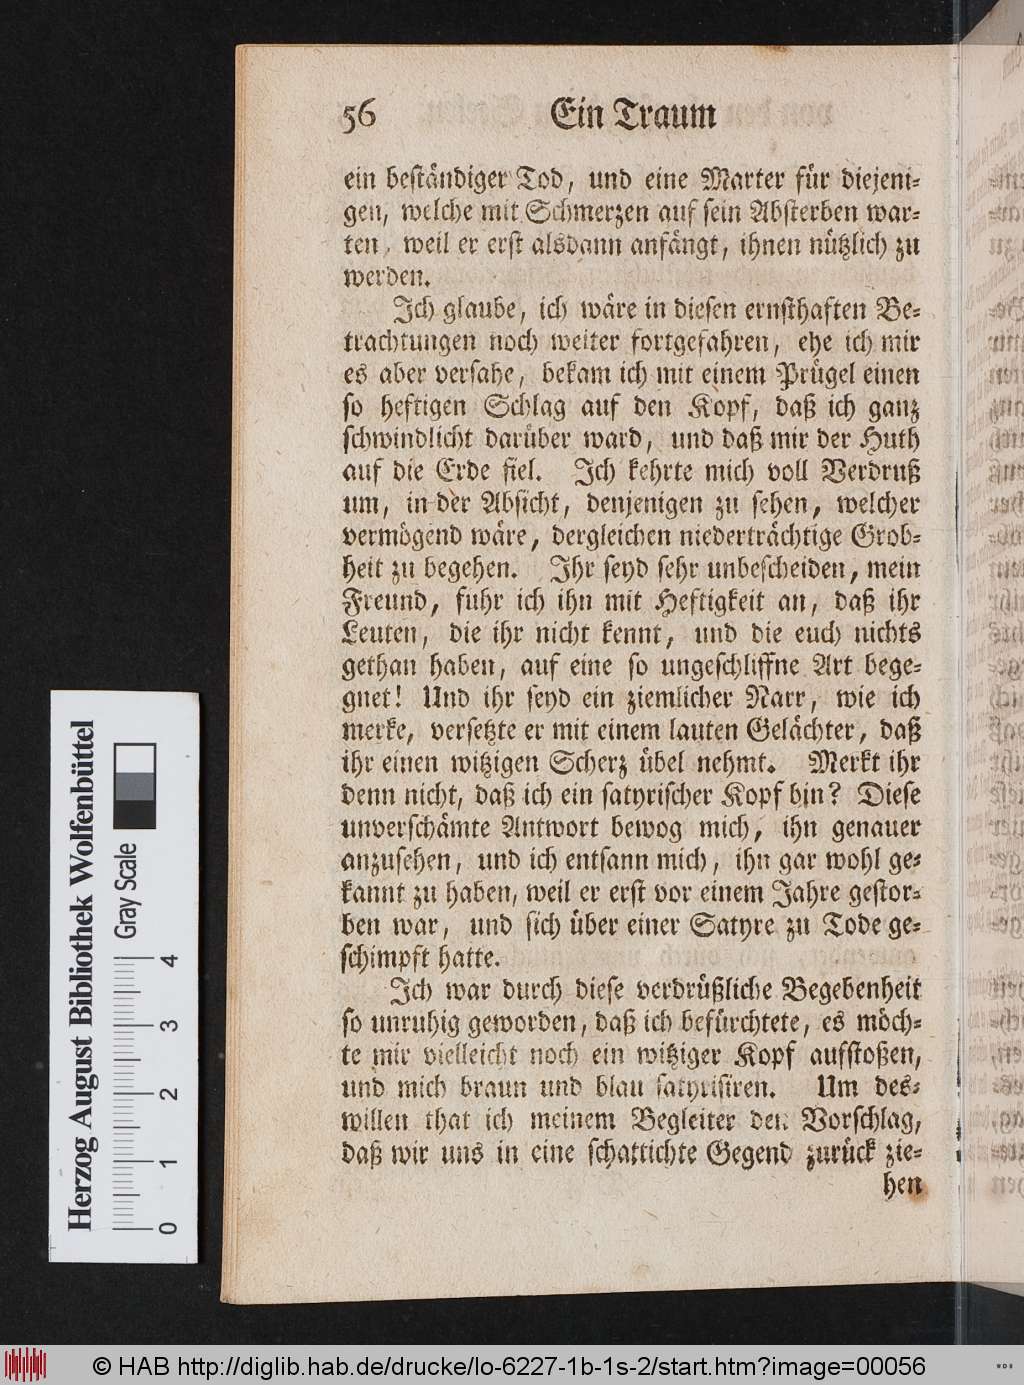 56 Ein Traum
ein beständiger Tod, und eine Marter für diejeni-
gen, welche mit Schmerzen auf sein Absterben war-
ten, weil er erst alsdann anfängt, ihnen nützlich zu
werden.
Ich glaube, ich wäre in diesen ernsthaften Be-
trachtungen noch weiter fortgefahren, ehe ich mir
es aber versahe, bekam ich mit einem Prügel einen
so heftigen Schlag auf den Kopf, daß ich ganz
schwindlicht darüber ward, und daß mir der Huth
auf die Erde fiel. Ich kehrte mich voll Verdruß
um, in der Absicht, denjenigen zu sehen, welcher
vermögend wäre, dergleichen niederträchtige Grob-
heit zu begehen. Ihr seyd sehr unbescheiden, mein
Freund, fuhr ich ihn mit Heftigkeit an, daß ihr
Leuten, die ihr nicht kennt, und die euch nichts
gethan haben, auf eine so ungeschliffne Art bege-
gnet! Und ihr seyd ein ziemlicher Narr, wie ich
merke, versetzte er mit einem lauten Gelächter, daß
ihr einen witzigen Scherz übel nehmt. Merkt ihr
denn nicht, daß ich ein satyrischer Kopf bin? Diese
unverschämte Antwort bewog mich, ihn genauer
anzusehen, und ich entsann mich, ihn gar wohl ge-
kannt zu haben, weil er erst vor einem Jahre gestor-
ben war, und sich über einer Satyre zu Tode ge-
schimpft hatte.
Ich war durch diese verdrüßliche Begebenheit
so unruhig geworden, daß ich befürchtete, es möch-
te mir vielleicht noch ein witziger Kopf aufstoßen,
und mich braun und blau satyrisiren. Um des-
willen that ich meinem Begleiter den Vorschlag,
daß wir uns in eine schattichte Gegend zurück zie-
hen
Herzog August Bibliothek Wolfenbüttel
Gray Scale
0 1 2 3 4
© HAB http://diglib.hab.de/drucke/lo-6227-1b-1s-2/start.htm?image=00056